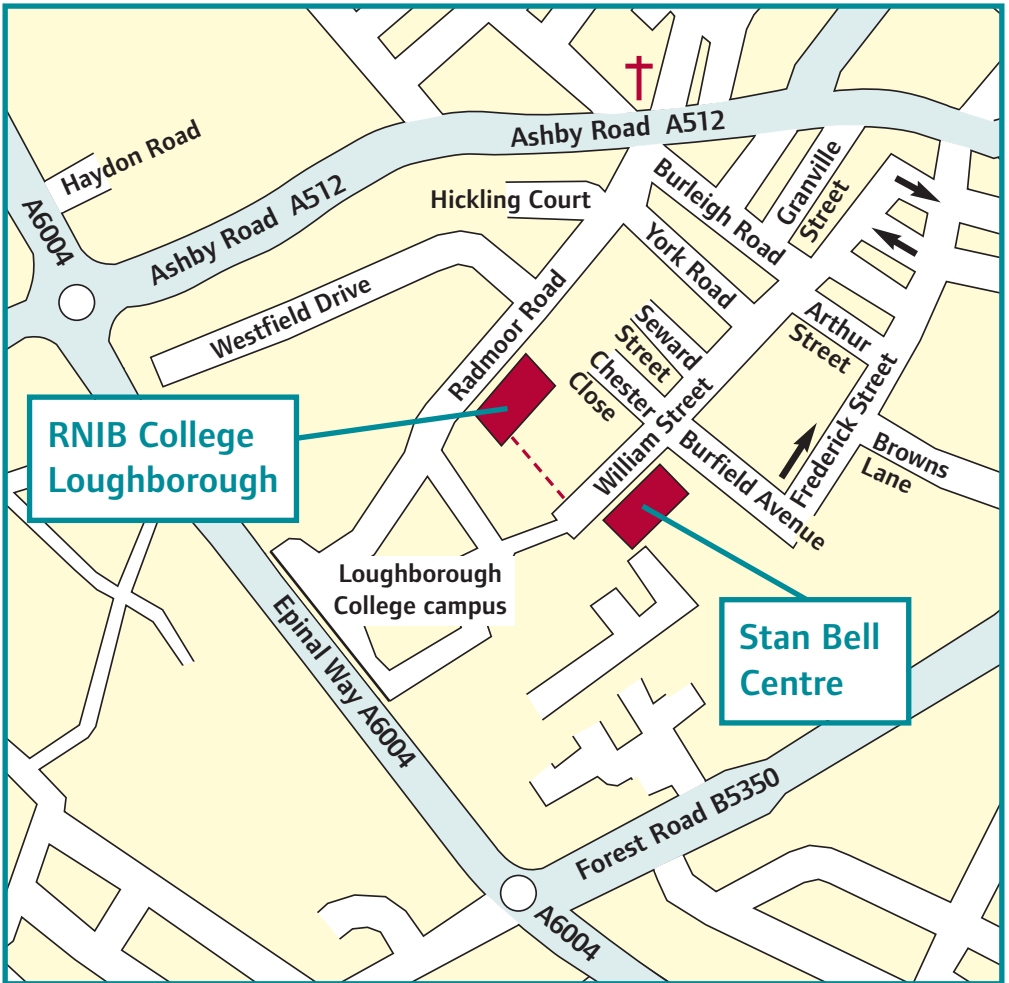 Ashby Road A512
Haydon Road
A6004
Ashby Road A512
Hickling Court
Burleigh Road
Granville
Street
York Road
Westfield Drive
Radmoor Road
Seward
Street
Arthur
Street
Chester
Close
William Street
Frederick Street
Burfield Avenue
Browns
Lane
RNIB College
Loughborough
Loughborough
College campus
Stan Bell
Centre
Epinal Way A6004
Forest Road B5350
A6004